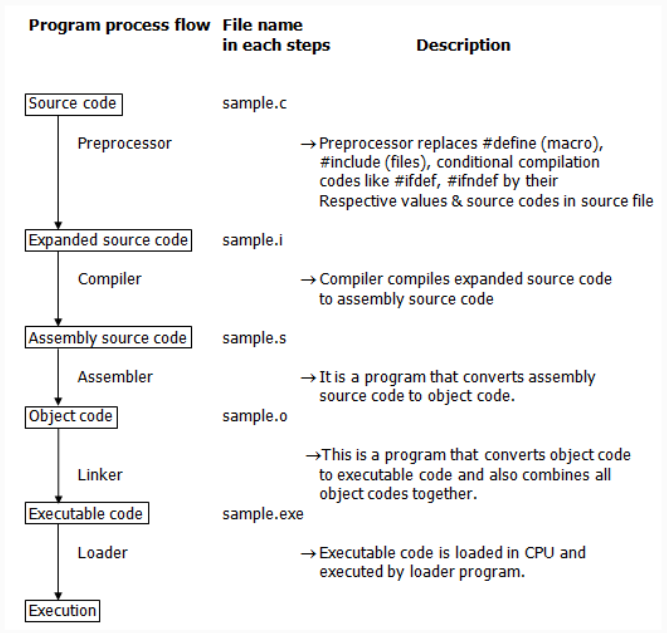 Program process flow File name
in each steps Description
Source code sample.c
Preprocessor →Preprocessor replaces #define (macro),
#include (files), conditional compilation
codes like #ifdef, #ifndef by their
Respective values & source codes in source file
Expanded source code sample.i
Compiler →Compiler compiles expanded source code
to assembly source code
Assembly source code sample.s
Assembler →It is a program that converts assembly
source code to object code.
Object code sample.o
→This is a program that converts object code
Linker to executable code and also combines all
object codes together.
Executable code sample.exe
Loader →Executable code is loaded in CPU and
executed by loader program.
Execution